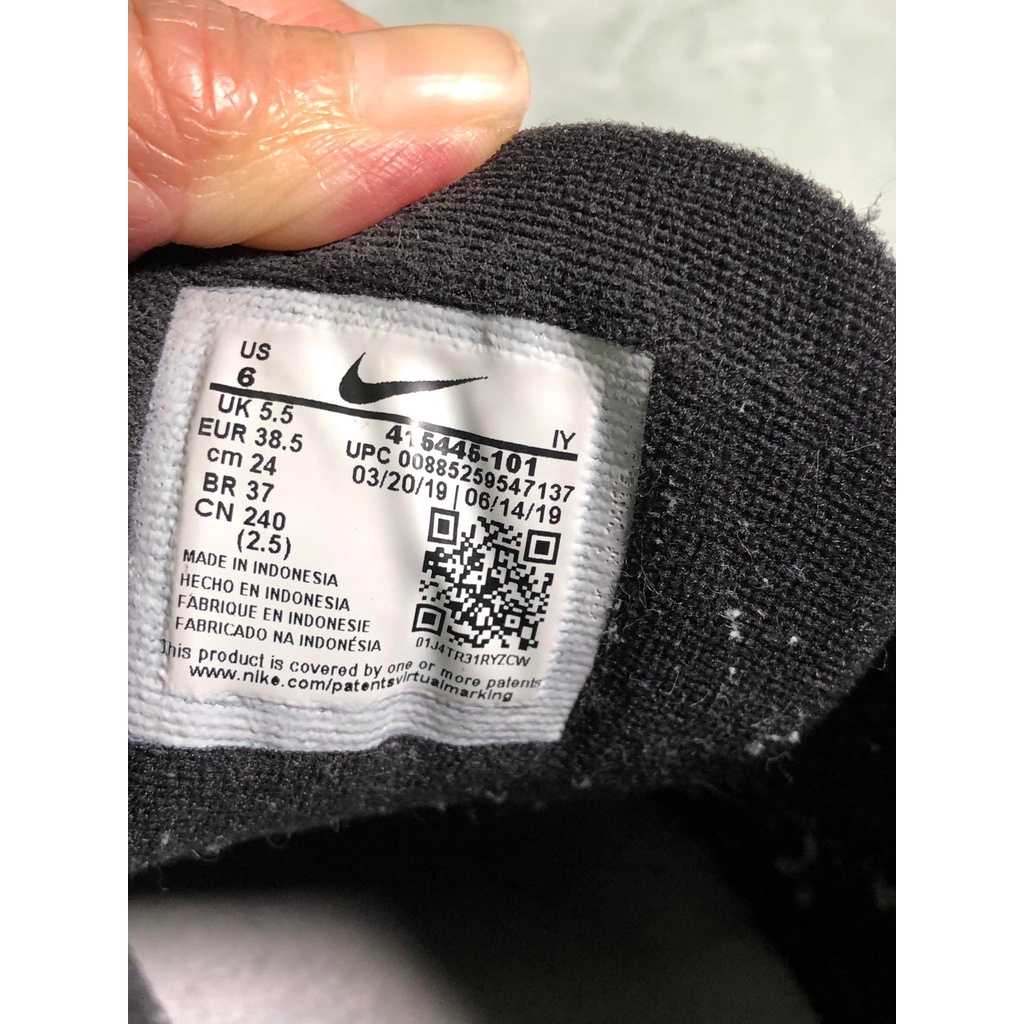 US
6
UK 5.5
EUR 38.5
cm 24
BR 37
CN 240
(2.5)
IY
415445-101
UPC 00885259547137
03/20/19 | 06/14/19
01J4TR31RYZCW
MADE IN INDONESIA
HECHO EN INDONESIA
FABRIQUE EN INDONESIE
FABRICADO NA INDONÉSIA
This product is covered by one or more patents
www.nike.com/patentsvirtualmarking